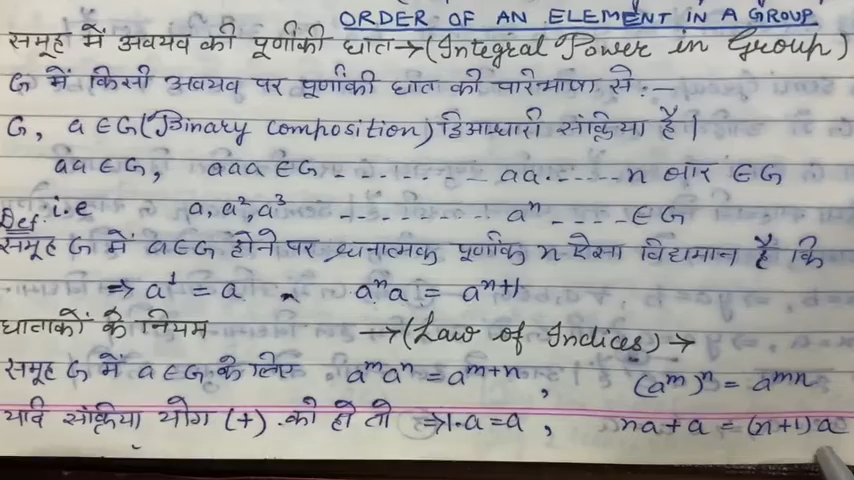 ORDER OF AN ELEMENT IN A GROUP
समूह में अवयव की पूर्णांकी घात → (Integral Power in Group)
G में किसी अवयव पर पूर्णांकी घात की परिभाषा से :—
G, a ∈ G (Binary composition) द्विआधारी संक्रिया है।
aa ∈ G, aaa ∈ G - - - - - - - - - aa. - - - - - n बार ∈ G
i.e a, a², a³ - - - - - - - - - - aⁿ - - - - ∈ G
Def:
समूह G में a ∈ G होने पर धनात्मक पूर्णांक n ऐसा विद्यमान है कि
⇒ a¹ = a , aⁿa = aⁿ⁺¹
घातांकों के नियम → (Law of Indices) →
समूह G में a ∈ G के लिए aᵐaⁿ = aᵐ⁺ⁿ , (aᵐ)ⁿ = aᵐⁿ
यदि संक्रिया योग (+) की हो तो ⇒ 1·a = a , na + a = (n+1) a